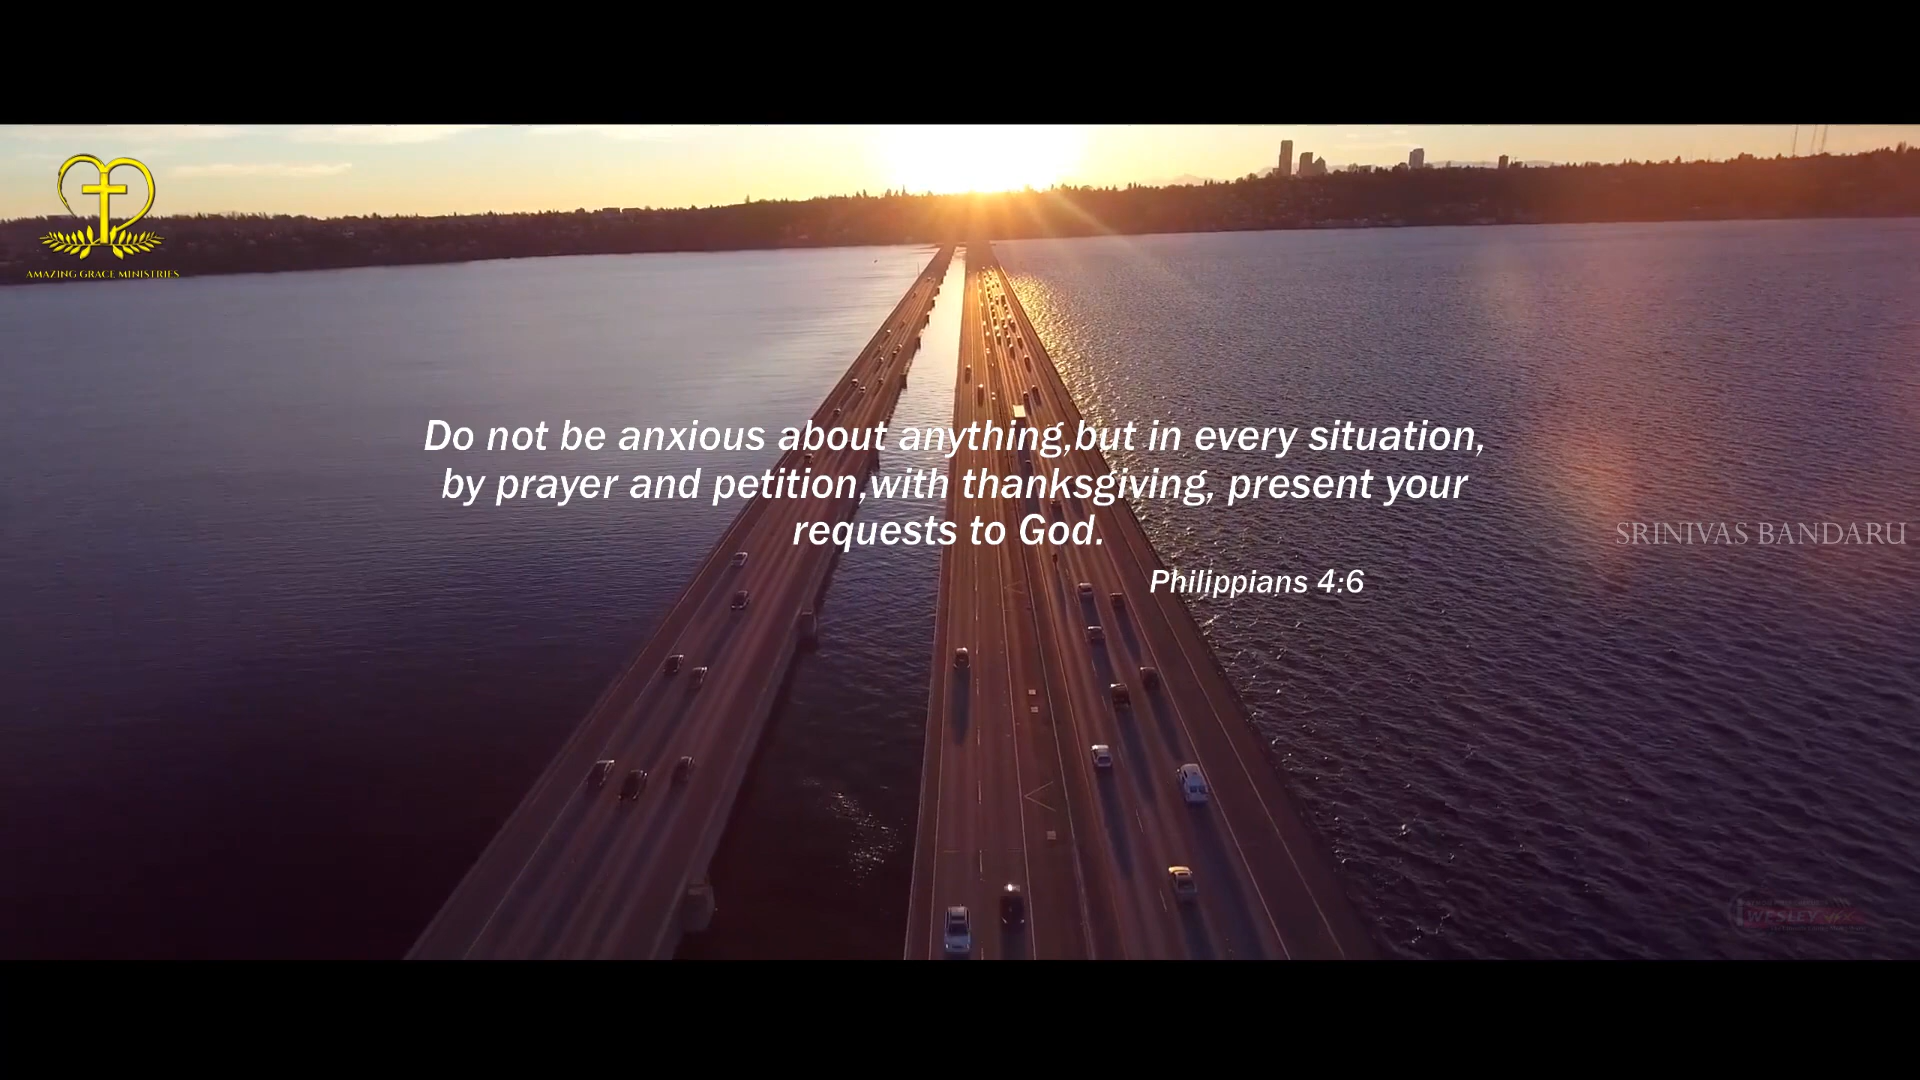 AMAZING GRACE MINISTRIES
Do not be anxious about anything,but in every situation,
by prayer and petition,with thanksgiving, present your
requests to God.
Philippians 4:6
SRINIVAS BANDARU
WESLEY